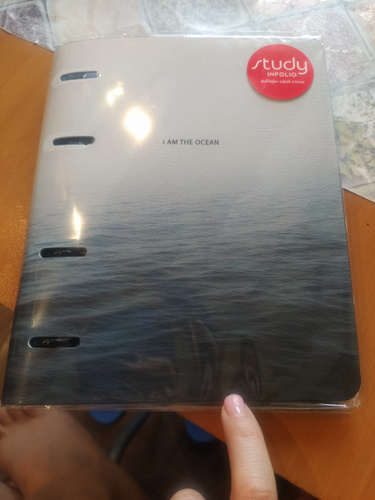 study
INFOLIO
I AM THE OCEAN